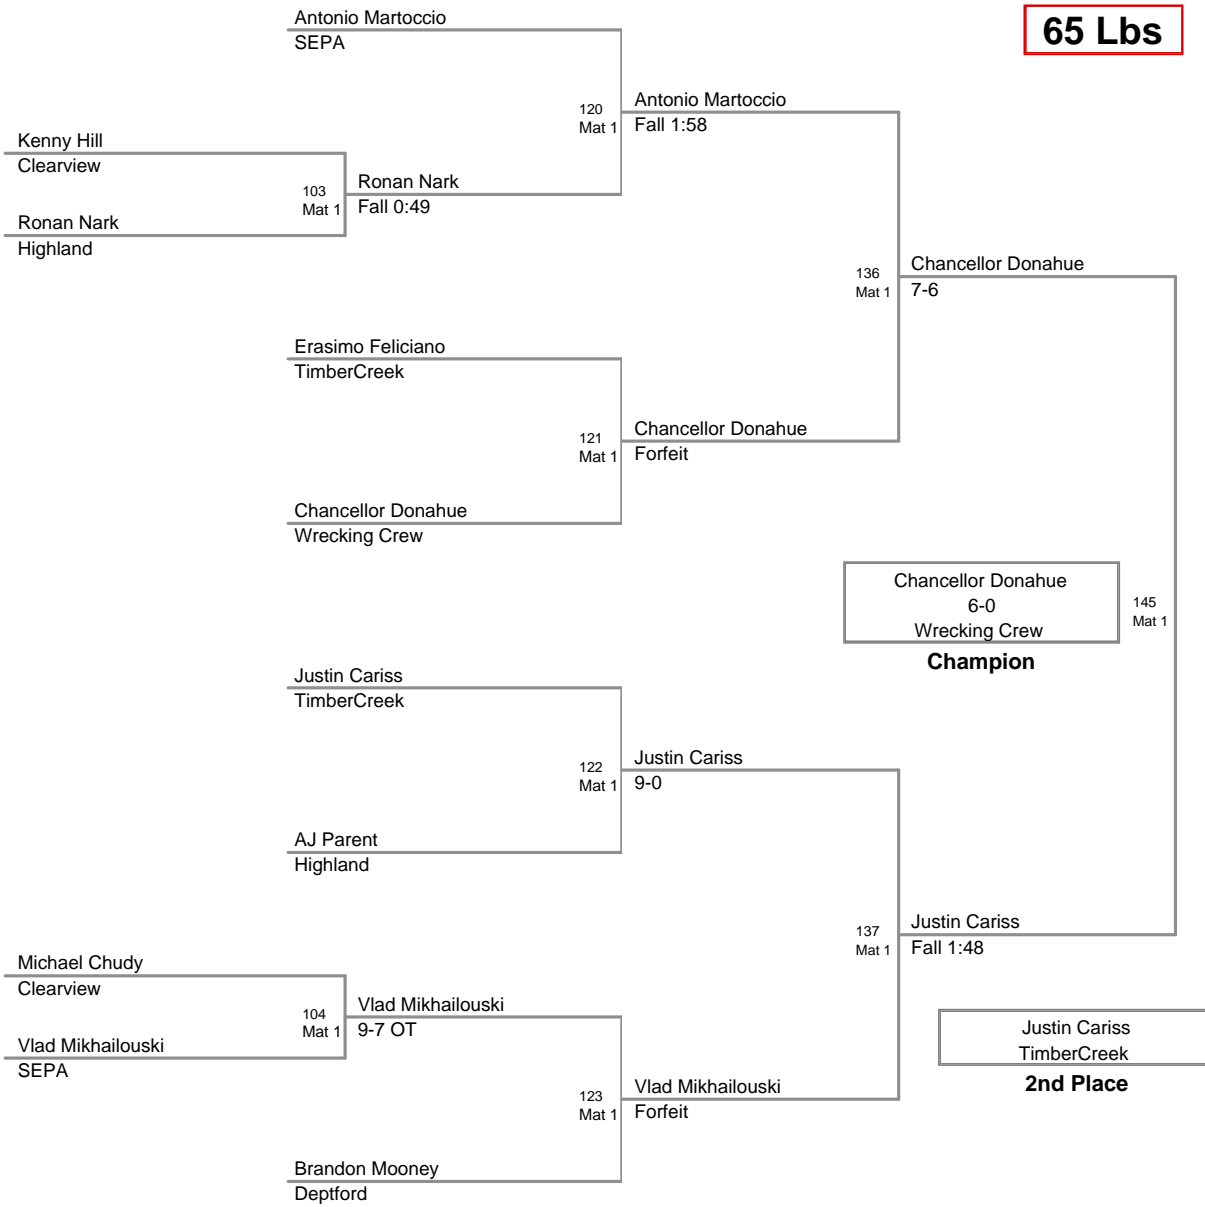 Antonio Martoccio
SEPA
65 Lbs
120
Mat 1
Antonio Martoccio
Fall 1:58
Kenny Hill
Clearview
103
Mat 1
Ronan Nark
Fall 0:49
Ronan Nark
Highland
136
Mat 1
Chancellor Donahue
7-6
Erasimo Feliciano
TimberCreek
121
Mat 1
Chancellor Donahue
Forfeit
Chancellor Donahue
Wrecking Crew
Chancellor Donahue
6-0
Wrecking Crew
Champion
145
Mat 1
Justin Cariss
TimberCreek
122
Mat 1
Justin Cariss
9-0
AJ Parent
Highland
137
Mat 1
Justin Cariss
Fall 1:48
Michael Chudy
Clearview
104
Mat 1
Vlad Mikhailouski
9-7 OT
Vlad Mikhailouski
SEPA
Justin Cariss
TimberCreek
2nd Place
123
Mat 1
Vlad Mikhailouski
Forfeit
Brandon Mooney
Deptford